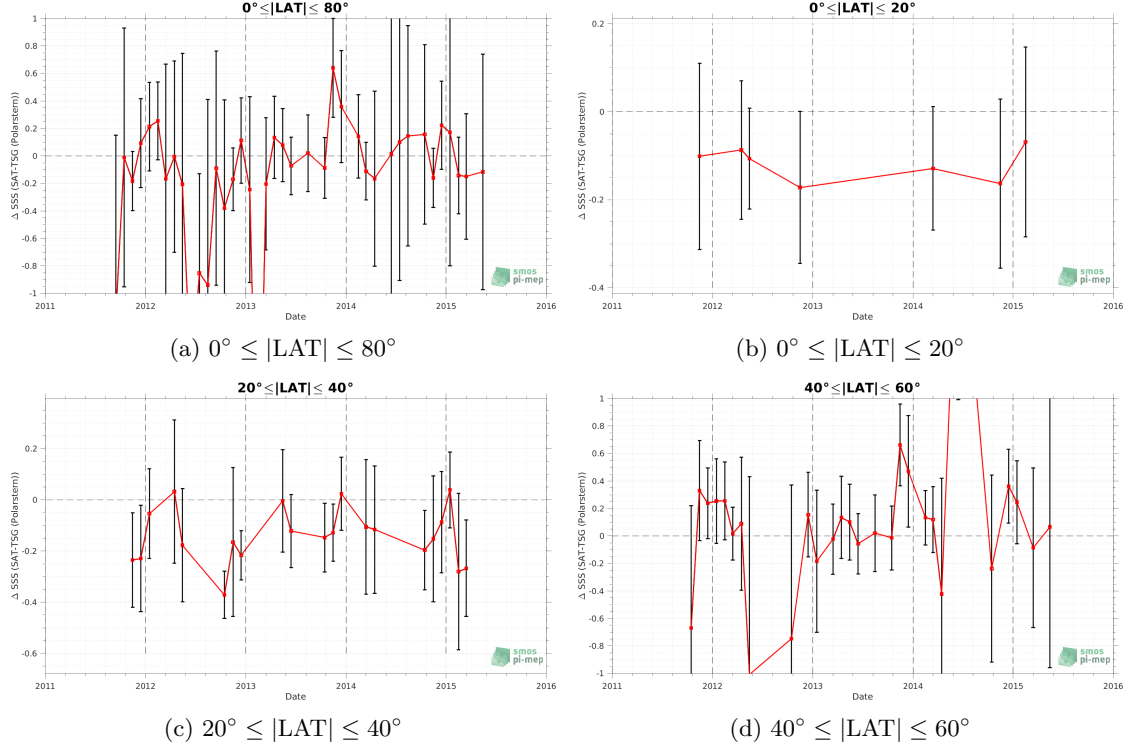 0°≤|LAT|≤ 80°
Δ SSS (SAT-TSG (Polarstern))
1
0.8
0.6
0.4
0.2
0
-0.2
-0.4
-0.6
-0.8
-1
2011 2012 2013 2014 2015 2016
Date
smos
pi-mep
(a) 0° ≤ |LAT| ≤ 80°
0°≤|LAT|≤ 20°
Δ SSS (SAT-TSG (Polarstern))
0.2
0
-0.2
-0.4
2011 2012 2013 2014 2015 2016
Date
smos
pi-mep
(b) 0° ≤ |LAT| ≤ 20°
20°≤|LAT|≤ 40°
Δ SSS (SAT-TSG (Polarstern))
0.2
0
-0.2
-0.4
-0.6
2011 2012 2013 2014 2015 2016
Date
smos
pi-mep
(c) 20° ≤ |LAT| ≤ 40°
40°≤|LAT|≤ 60°
Δ SSS (SAT-TSG (Polarstern))
1
0.8
0.6
0.4
0.2
0
-0.2
-0.4
-0.6
-0.8
-1
2011 2012 2013 2014 2015 2016
Date
smos
pi-mep
(d) 40° ≤ |LAT| ≤ 60°